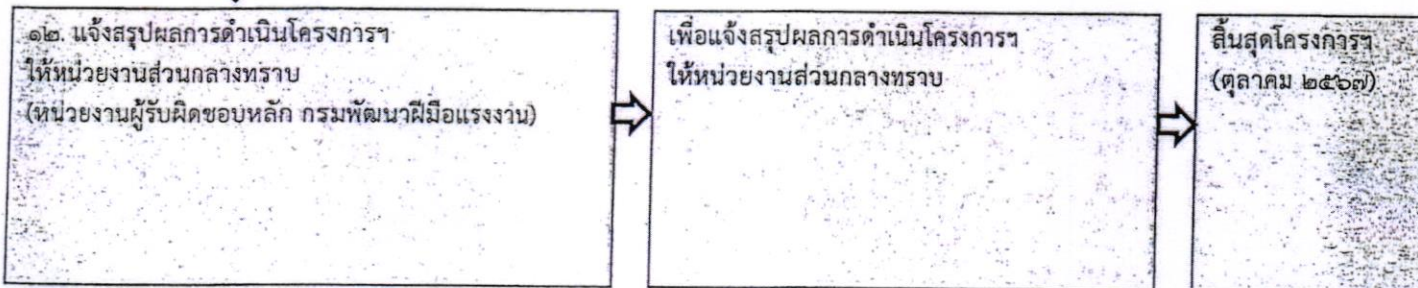 ๑๒. แจ้งสรุปผลการดำเนินโครงการฯ
ให้หน่วยงานส่วนกลางทราบ
(หน่วยงานผู้รับผิดชอบหลัก กรมพัฒนาฝีมือแรงงาน)
เพื่อแจ้งสรุปผลการดำเนินโครงการฯ
ให้หน่วยงานส่วนกลางทราบ
สิ้นสุดโครงการฯ
(ตุลาคม ๒๕๖๗)